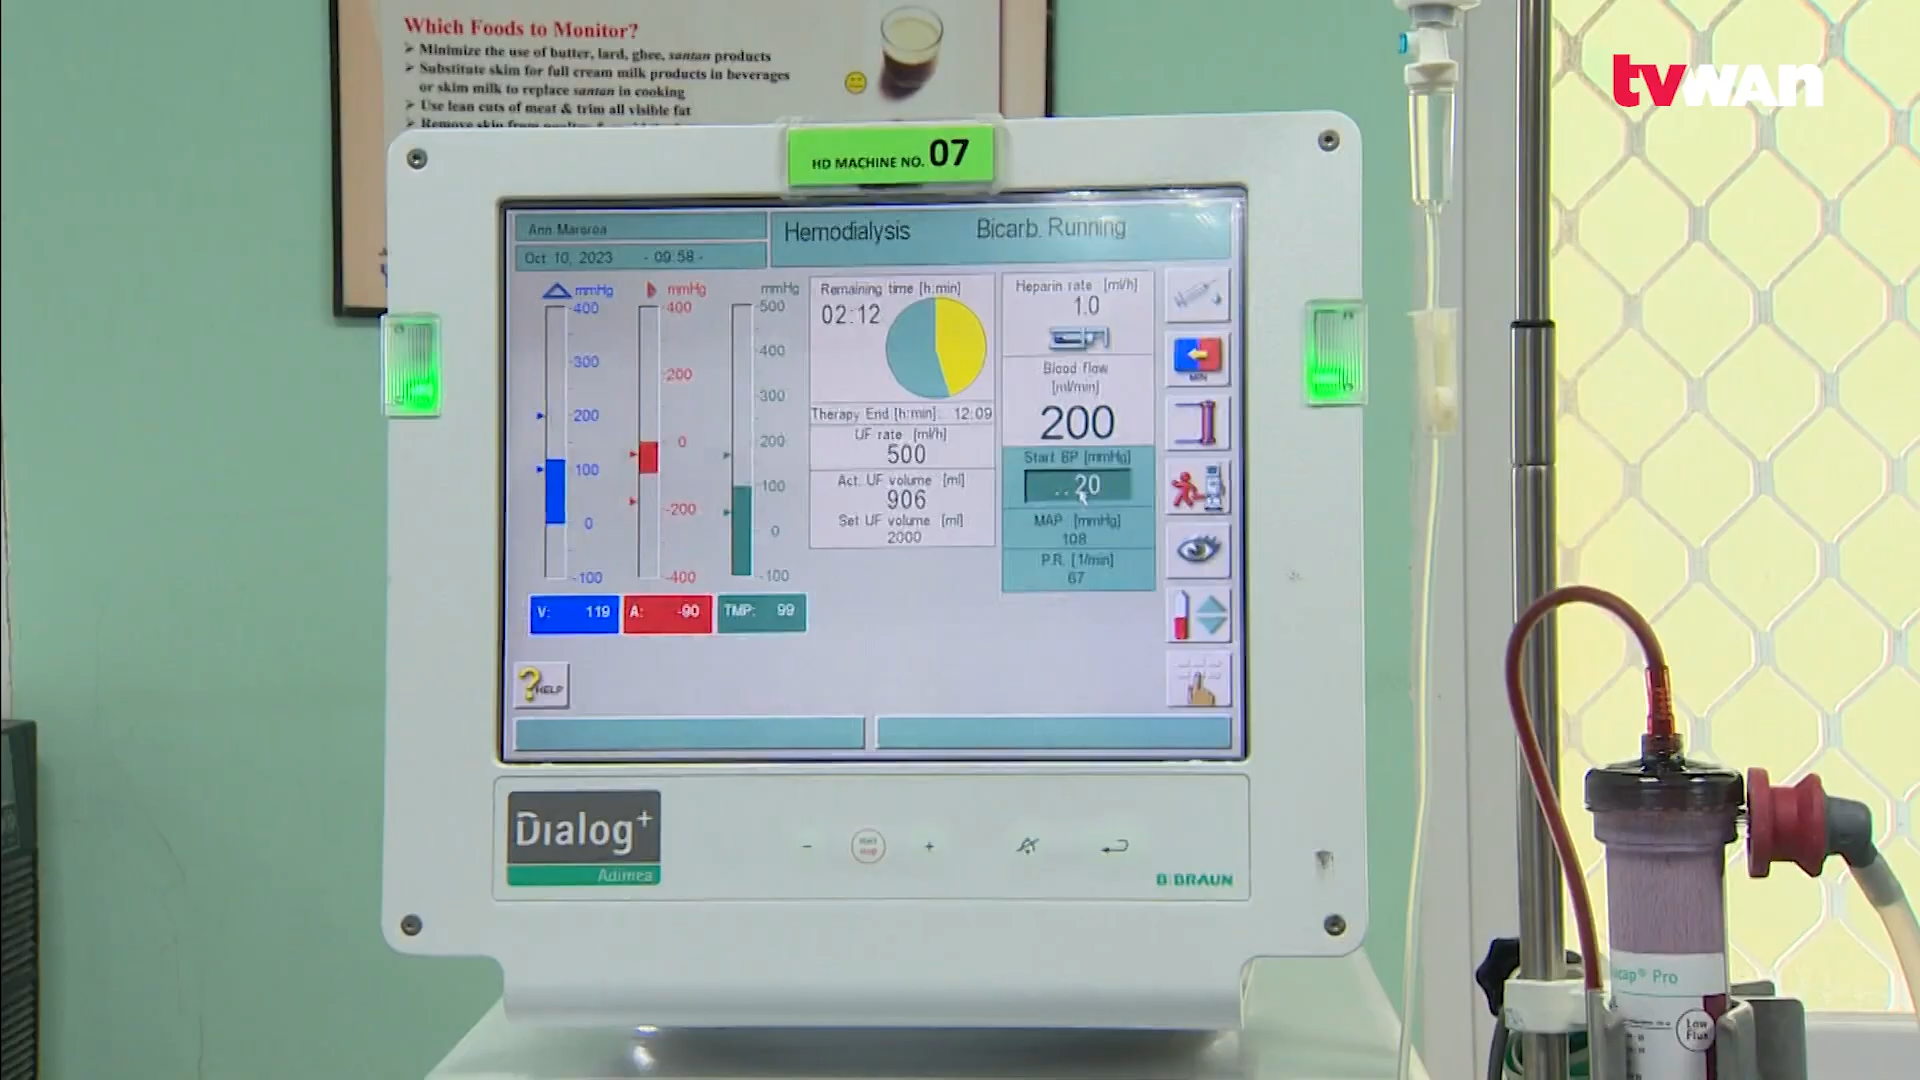 Which Foods to Monitor?
➢ Minimize the use of butter, lard, ghee, santan products
➢ Substitute skim for full cream milk products in beverages
or skim milk to replace santan in cooking
➢ Use lean cuts of meat & trim all visible fat
tvwan
HD MACHINE NO. 07
Hemodialysis Bicarb. Running
Oct 10, 2023 - 09:58 -
mmHg mmHg mmHg
400 300 200 100 0 -100
400 200 0 -200 -400
500 400 300 200 100 0 -100
V: 119 A: -90 TMP: 99
Remaining time [h:min]
02:12
Therapy End [h:min]: 12:09
UF rate [ml/h]
500
Act. UF volume [ml]
906
Set UF volume [ml]
2000
Heparin rate [ml/h]
1.0
Blood flow
[ml/min]
200
Start BP [mmHg]
..20
MAP [mmHg]
108
P.R. [1/min]
67
MIN
HELP
Dialog+
Adimea
- +
B BRAUN
cap® Pro
Low
Flux